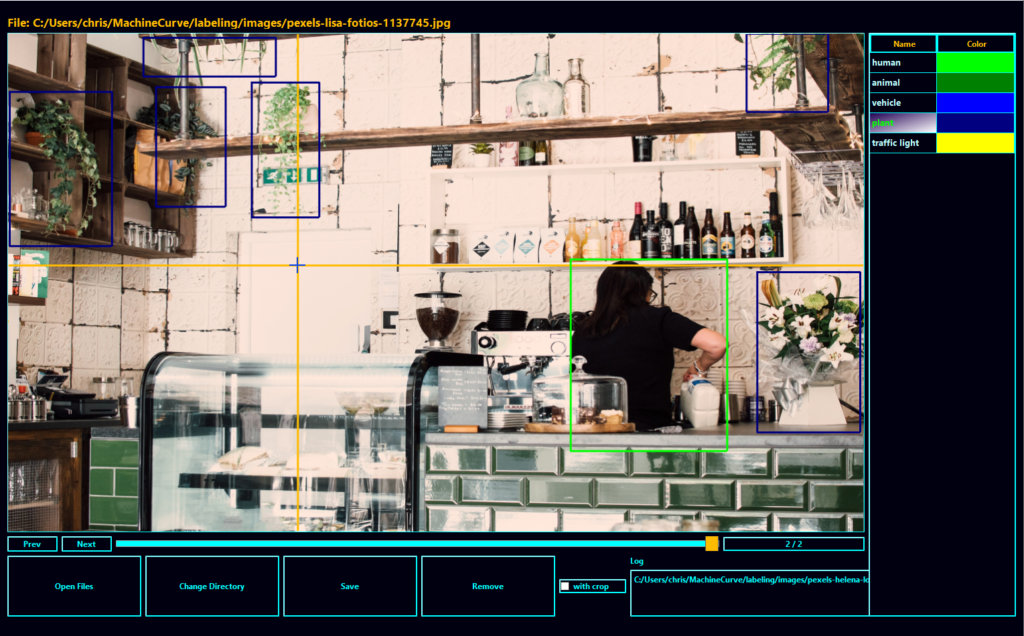 File: C:/Users/chris/MachineCurve/labeling/images/pexels-lisa-fotios-1137745.jpg
Name Color
human
animal
vehicle
plant
traffic light
Prev Next 2 / 2
Open Files Change Directory Save Remove with crop
Log
C:/Users/chris/MachineCurve/labeling/images/pexels-helena-lo